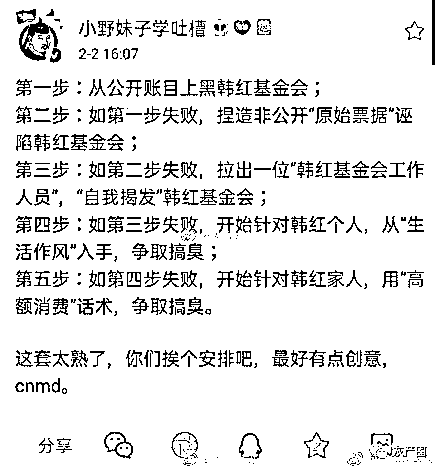 小野妹子学吐槽
2-2 16:07
第一步：从公开账目上黑韩红基金会；
第二步：如第一步失败，捏造非公开“原始票据”诬
陷韩红基金会；
第三步：如第二步失败，拉出一位“韩红基金会工作
人员”，“自我揭发”韩红基金会；
第四步：如第三步失败，开始针对韩红个人，从“生
活作风”入手，争取搞臭；
第五步：如第四步失败，开始针对韩红家人，用“高
额消费”话术，争取搞臭。
这套太熟了，你们挨个安排吧，最好有点创意，
cnmd。
分享